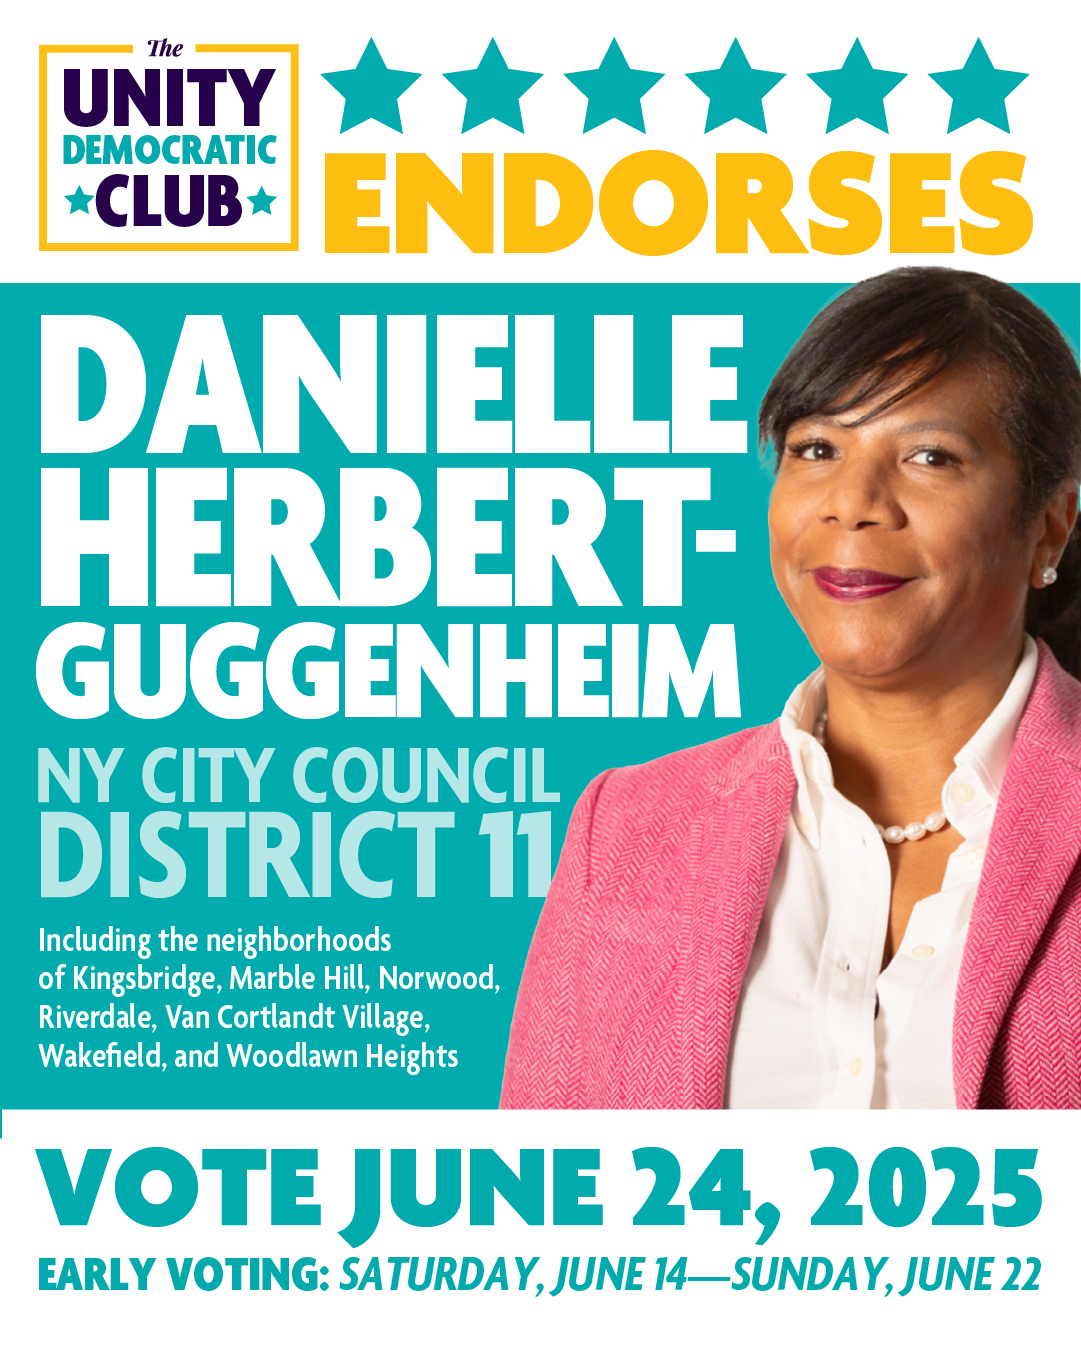 The
UNITY
DEMOCRATIC
CLUB
ENDORSES
DANIELLE
HERBERT-
GUGGENHEIM
NY CITY COUNCIL
DISTRICT 11
Including the neighborhoods
of Kingsbridge, Marble Hill, Norwood,
Riverdale, Van Cortlandt Village,
Wakefield, and Woodlawn Heights
VOTE JUNE 24, 2025
EARLY VOTING: SATURDAY, JUNE 14—SUNDAY, JUNE 22